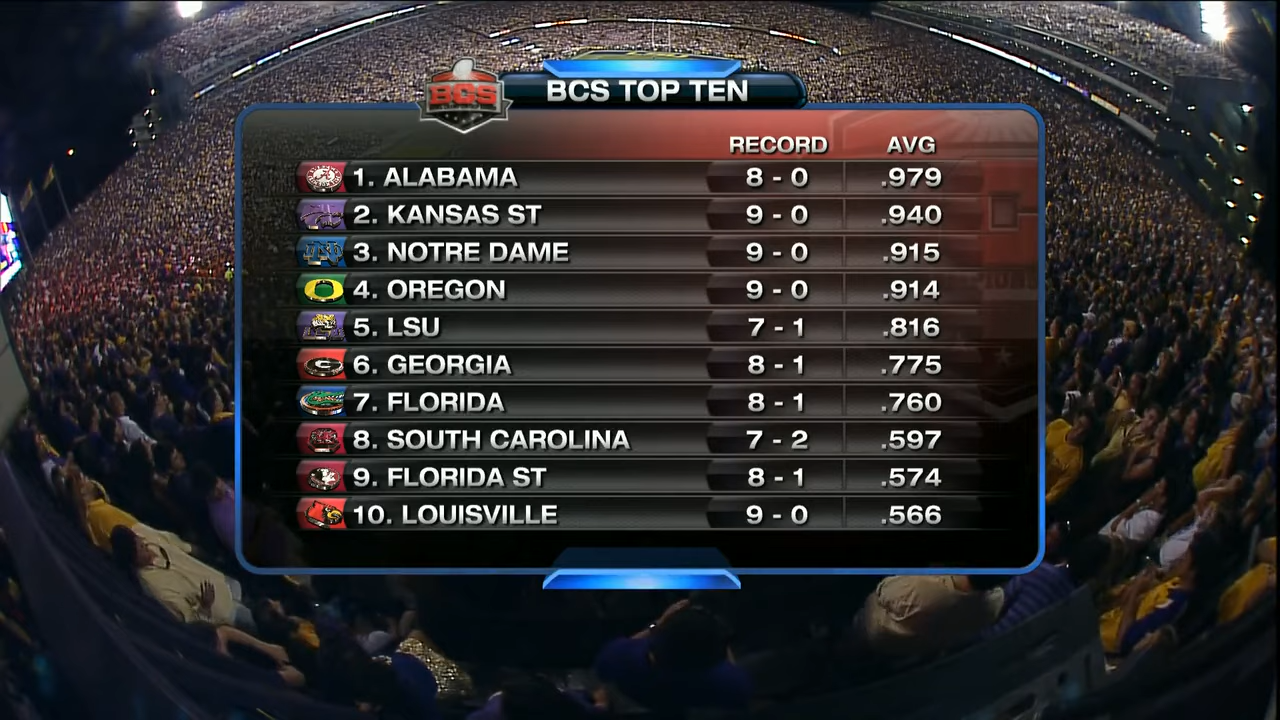 BCS
BCS TOP TEN
RECORD AVG
1. ALABAMA 8 - 0 .979
2. KANSAS ST 9 - 0 .940
3. NOTRE DAME 9 - 0 .915
4. OREGON 9 - 0 .914
5. LSU 7 - 1 .816
6. GEORGIA 8 - 1 .775
7. FLORIDA 8 - 1 .760
8. SOUTH CAROLINA 7 - 2 .597
9. FLORIDA ST 8 - 1 .574
10. LOUISVILLE 9 - 0 .566